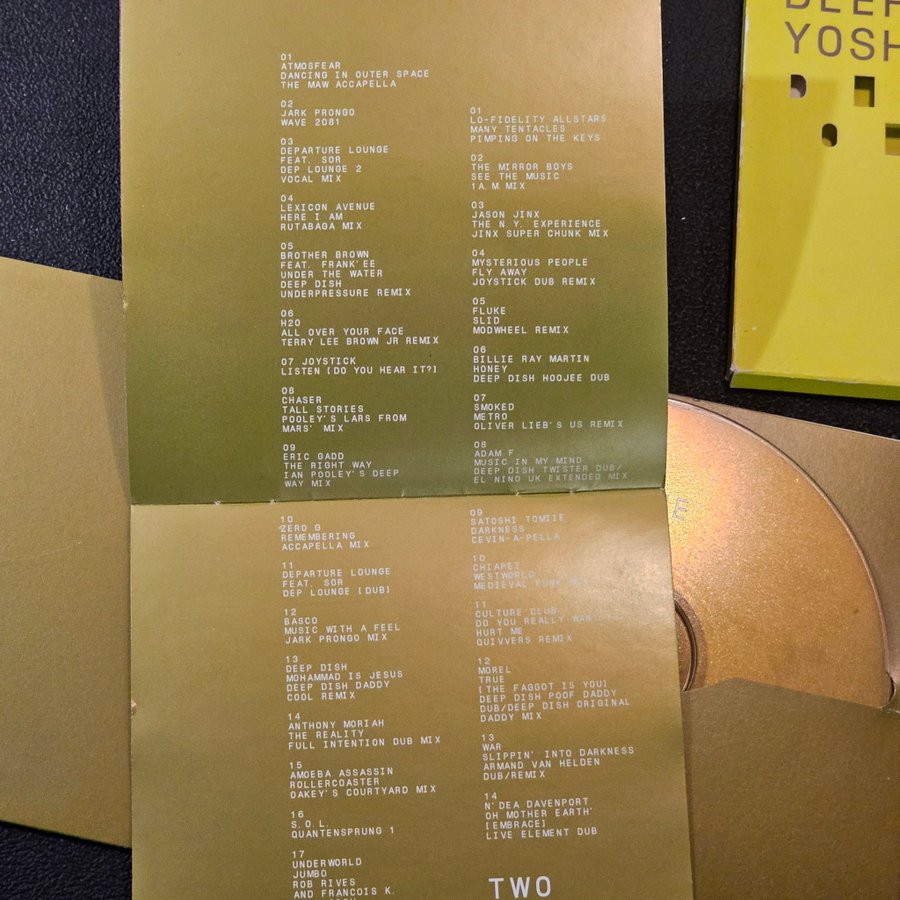 01
ATMOSFEAR
DANCING IN OUTER SPACE
THE MAW ACCAPELLA
02
JARK PRONGO
WAVE 2081
03
DEPARTURE LOUNGE
FEAT. SOR
DEP LOUNGE 2
VOCAL MIX
04
LEXICON AVENUE
HERE I AM
RUTABAGA MIX
05
BROTHER BROWN
FEAT. FRANK'EE
UNDER THE WATER
DEEP DISH
UNDERPRESSURE REMIX
06
H2O
ALL OVER YOUR FACE
TERRY LEE BROWN JR REMIX
07 JOYSTICK
LISTEN [DO YOU HEAR IT?]
08
CHASER
TALL STORIES
POOLEY'S LARS FROM
MARS' MIX
09
ERIC GADD
THE RIGHT WAY
IAN POOLEY'S DEEP
WAY MIX
10
ZERO G
REMEMBERING
ACCAPELLA MIX
11
DEPARTURE LOUNGE
FEAT. SOR
DEP LOUNGE [DUB]
12
BASCO
MUSIC WITH A FEEL
JARK PRONGO MIX
13
DEEP DISH
MOHAMMAD IS JESUS
DEEP DISH DADDY
COOL REMIX
14
ANTHONY MORIAH
THE REALITY
FULL INTENTION DUB MIX
15
AMOEBA ASSASSIN
ROLLERCOASTER
OAKEY'S COURTYARD MIX
16
S.O.L.
QUANTENSPRUNG 1
17
UNDERWORLD
JUMBO
ROB RIVES
AND FRANCOIS K.
01
LO-FIDELITY ALLSTARS
MANY TENTACLES
PIMPING ON THE KEYS
02
THE MIRROR BOYS
SEE THE MUSIC
1A.M.MIX
03
JASON JINX
THE N.Y. EXPERIENCE
JINX SUPER CHUNK MIX
04
MYSTERIOUS PEOPLE
FLY AWAY
JOYSTICK DUB REMIX
05
FLUKE
SLID
MODWHEEL REMIX
06
BILLIE RAY MARTIN
HONEY
DEEP DISH HOOJEE DUB
07
SMOKED
METRO
OLIVER LIEB'S US REMIX
08
ADAM F
MUSIC IN MY MIND
DEEP DISH TWISTER DUB/
EL NINO UK EXTENDED MIX
09
SATOSHI TOMIIE
DARKNESS
CEVIN-A-PELLA
10
CHIAPET
WESTWORLD
MEDIEVAL
11
CULTURE CLUB
DO YOU REALLY
HURT ME
QUIVVERS REMIX
12
MOREL
TRUE
[THE FAGGOT IS YOU]
DEEP DISH POOF DADDY
DUB/DEEP DISH ORIGINAL
DADDY MIX
13
WAR
SLIPPIN' INTO DARKNESS
ARMAND VAN HELDEN
DUB/REMIX
14
N'DEA DAVENPORT
OH MOTHER EARTH'
[EMBRACE]
LIVE ELEMENT DUB
TWO
YOSH